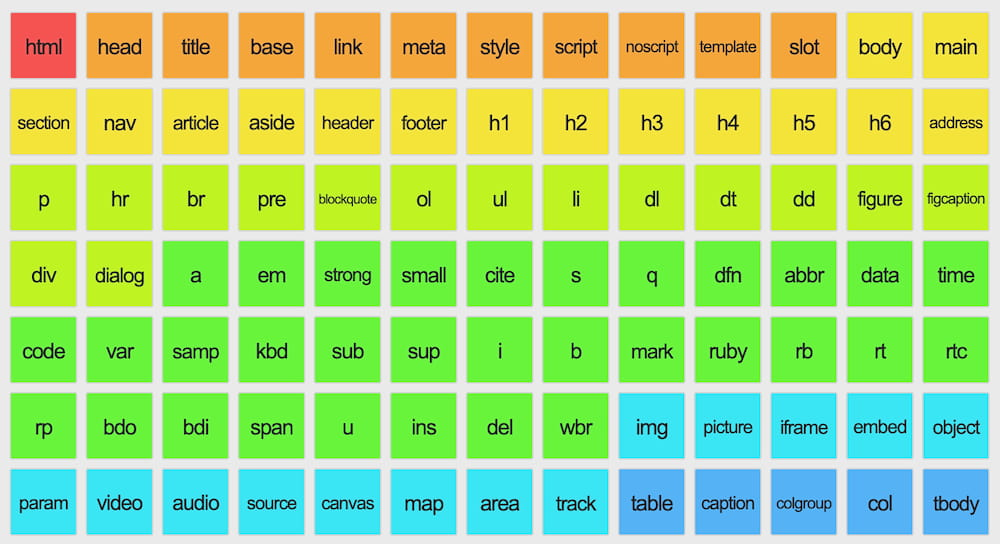 html head title base link meta style script noscript template slot body main
section nav article aside header footer h1 h2 h3 h4 h5 h6 address
p hr br pre blockquote ol ul li dl dt dd figure figcaption
div dialog a em strong small cite s q dfn abbr data time
code var samp kbd sub sup i b mark ruby rb rt rtc
rp bdo bdi span u ins del wbr img picture iframe embed object
param video audio source canvas map area track table caption colgroup col tbody